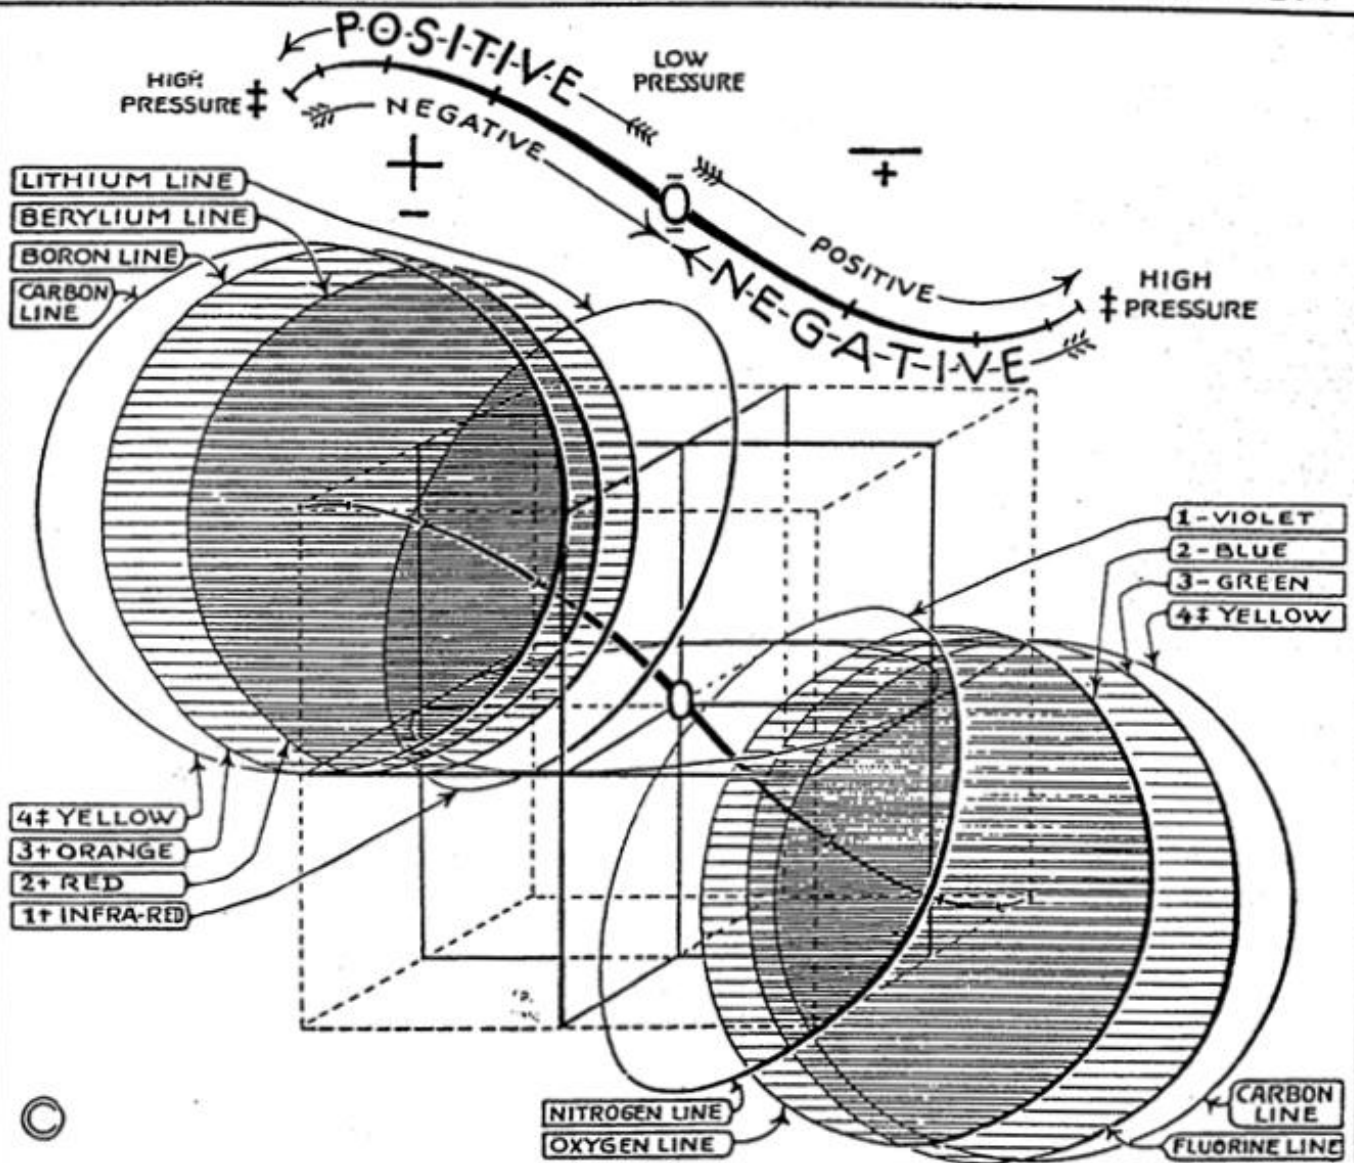 P-O-S-I-T-I-V-E
HIGH
PRESSURE ‡
LOW
PRESSURE
NEGATIVE
+
-
-
+
O
POSITIVE
N-E-G-A-T-I-V-E
‡ HIGH
PRESSURE
LITHIUM LINE
BERYLIUM LINE
BORON LINE
CARBON
LINE
1-VIOLET
2-BLUE
3-GREEN
4‡ YELLOW
O
4‡ YELLOW
3+ ORANGE
2+ RED
1+ INFRA-RED
NITROGEN LINE
OXYGEN LINE
CARBON
LINE
FLUORINE LINE
©